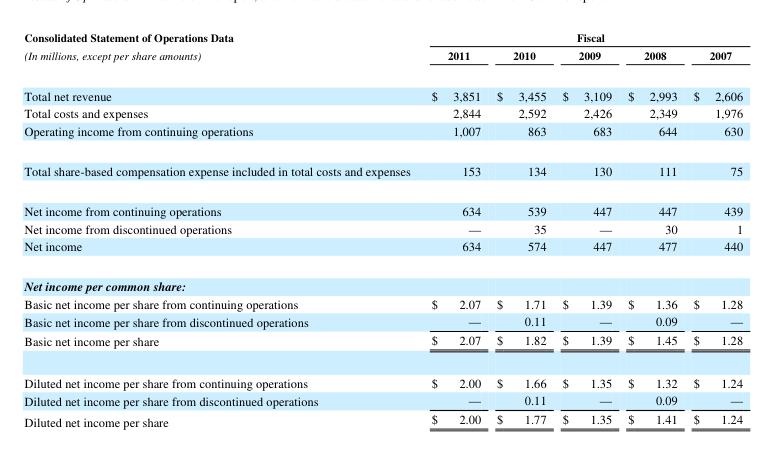 Consolidated Statement of Operations Data Fiscal
(In millions, except per share amounts) 2011 2010 2009 2008 2007
Total net revenue $ 3,851 $ 3,455 $ 3,109 $ 2,993 $ 2,606
Total costs and expenses 2,844 2,592 2,426 2,349 1,976
Operating income from continuing operations 1,007 863 683 644 630
Total share-based compensation expense included in total costs and expenses 153 134 130 111 75
Net income from continuing operations 634 539 447 447 439
Net income from discontinued operations — 35 — 30 1
Net income 634 574 447 477 440
Net income per common share:
Basic net income per share from continuing operations $ 2.07 $ 1.71 $ 1.39 $ 1.36 $ 1.28
Basic net income per share from discontinued operations — 0.11 — 0.09 —
Basic net income per share $ 2.07 $ 1.82 $ 1.39 $ 1.45 $ 1.28
Diluted net income per share from continuing operations $ 2.00 $ 1.66 $ 1.35 $ 1.32 $ 1.24
Diluted net income per share from discontinued operations — 0.11 — 0.09 —
Diluted net income per share $ 2.00 $ 1.77 $ 1.35 $ 1.41 $ 1.24